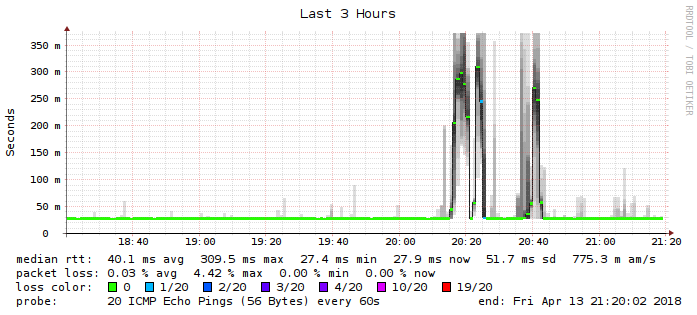 Last 3 Hours
RRDTOOL / TOBI OETIKER
Seconds
350 m
300 m
250 m
200 m
150 m
100 m
50 m
0
18:40 19:00 19:20 19:40 20:00 20:20 20:40 21:00 21:20
median rtt: 40.1 ms avg 309.5 ms max 27.4 ms min 27.9 ms now 51.7 ms sd 775.3 m am/s
packet loss: 0.03 % avg 4.42 % max 0.00 % min 0.00 % now
loss color: 0 1/20 2/20 3/20 4/20 10/20 19/20
probe: 20 ICMP Echo Pings (56 Bytes) every 60s end: Fri Apr 13 21:20:02 2018